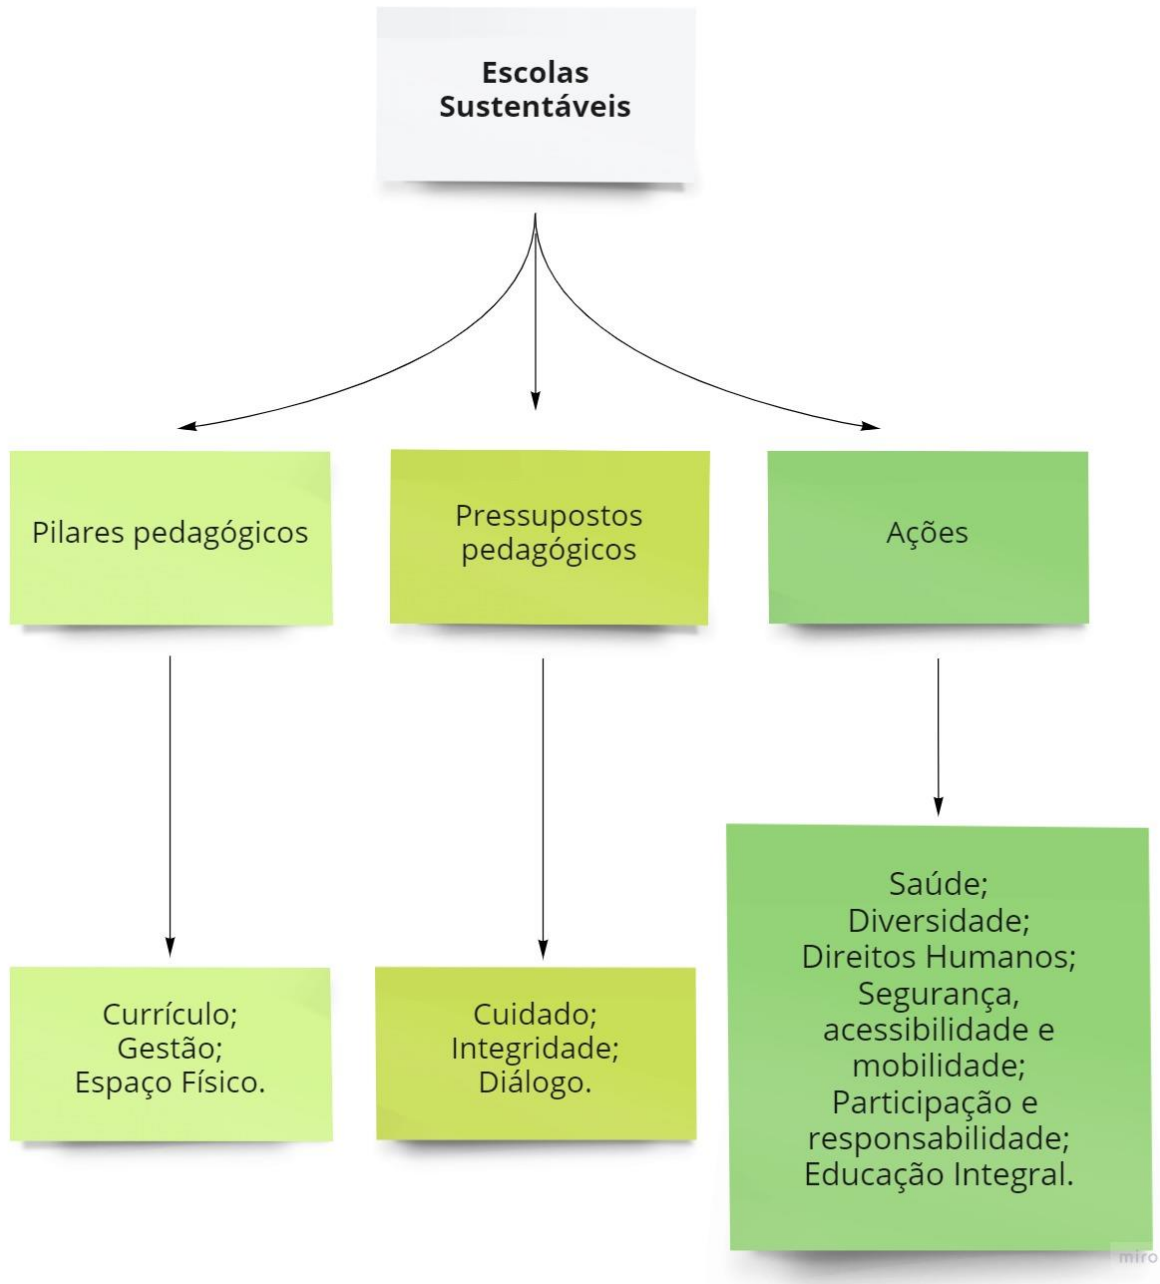 Escolas
Sustentáveis
Pilares pedagógicos
Pressupostos
pedagógicos
Ações
Currículo;
Gestão;
Espaço Físico.
Cuidado;
Integridade;
Diálogo.
Saúde;
Diversidade;
Direitos Humanos;
Segurança,
acessibilidade e
mobilidade;
Participação e
responsabilidade;
Educação Integral.
miro